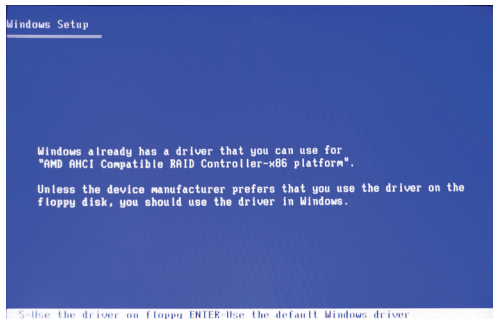 Windows Setup
Windows already has a driver that you can use for
"AMD AHCI Compatible RAID Controller-x86 platform".
Unless the device manufacturer prefers that you use the driver on the
floppy disk, you should use the driver in Windows.
S=Use the driver on floppy ENTER=Use the default Windows driver